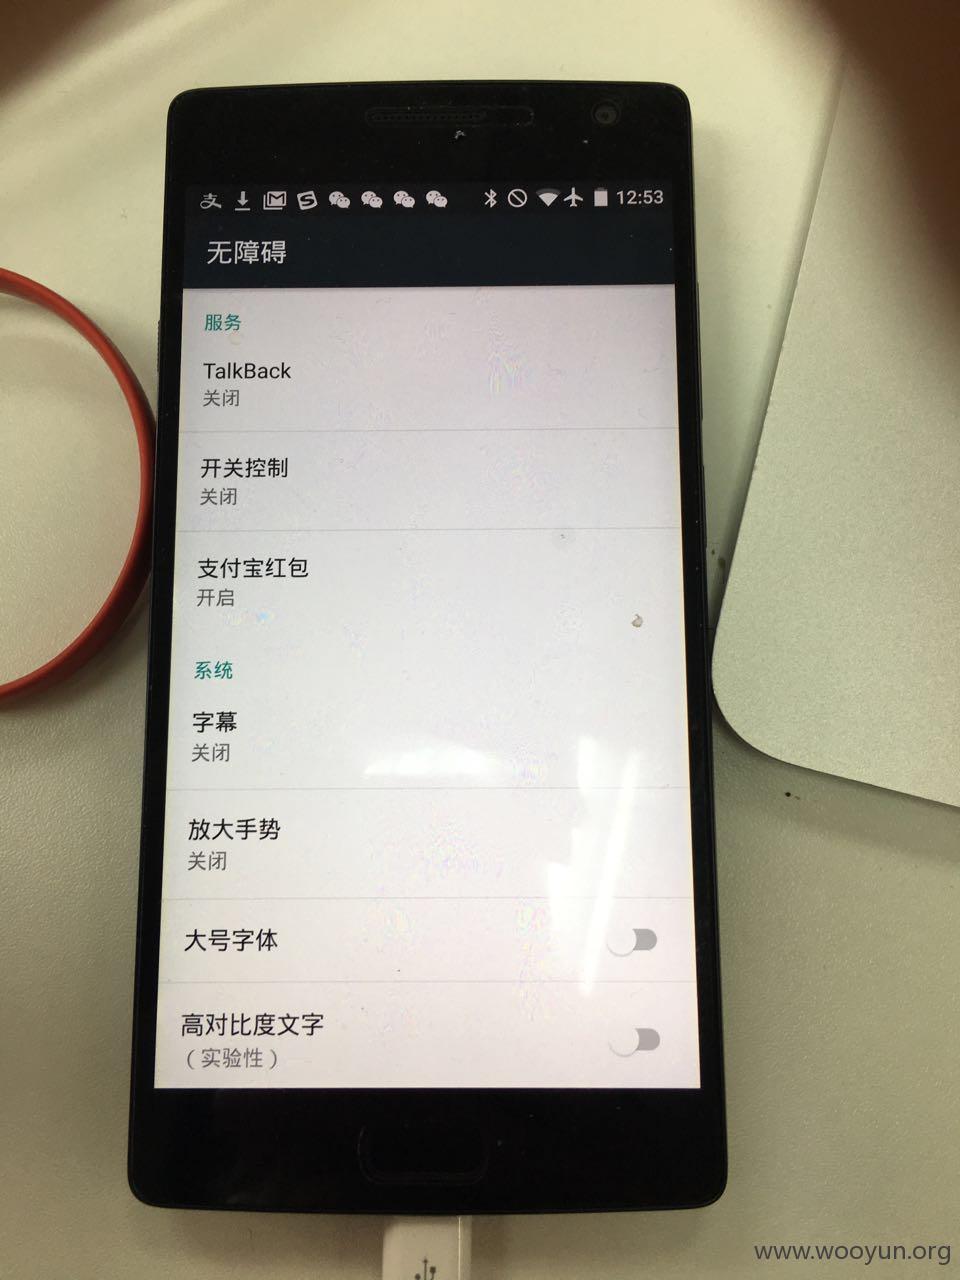 12:53
无障碍
服务
TalkBack
关闭
开关控制
关闭
支付宝红包
开启
系统
字幕
关闭
放大手势
关闭
大号字体
高对比度文字
（实验性）
www.wooyun.org